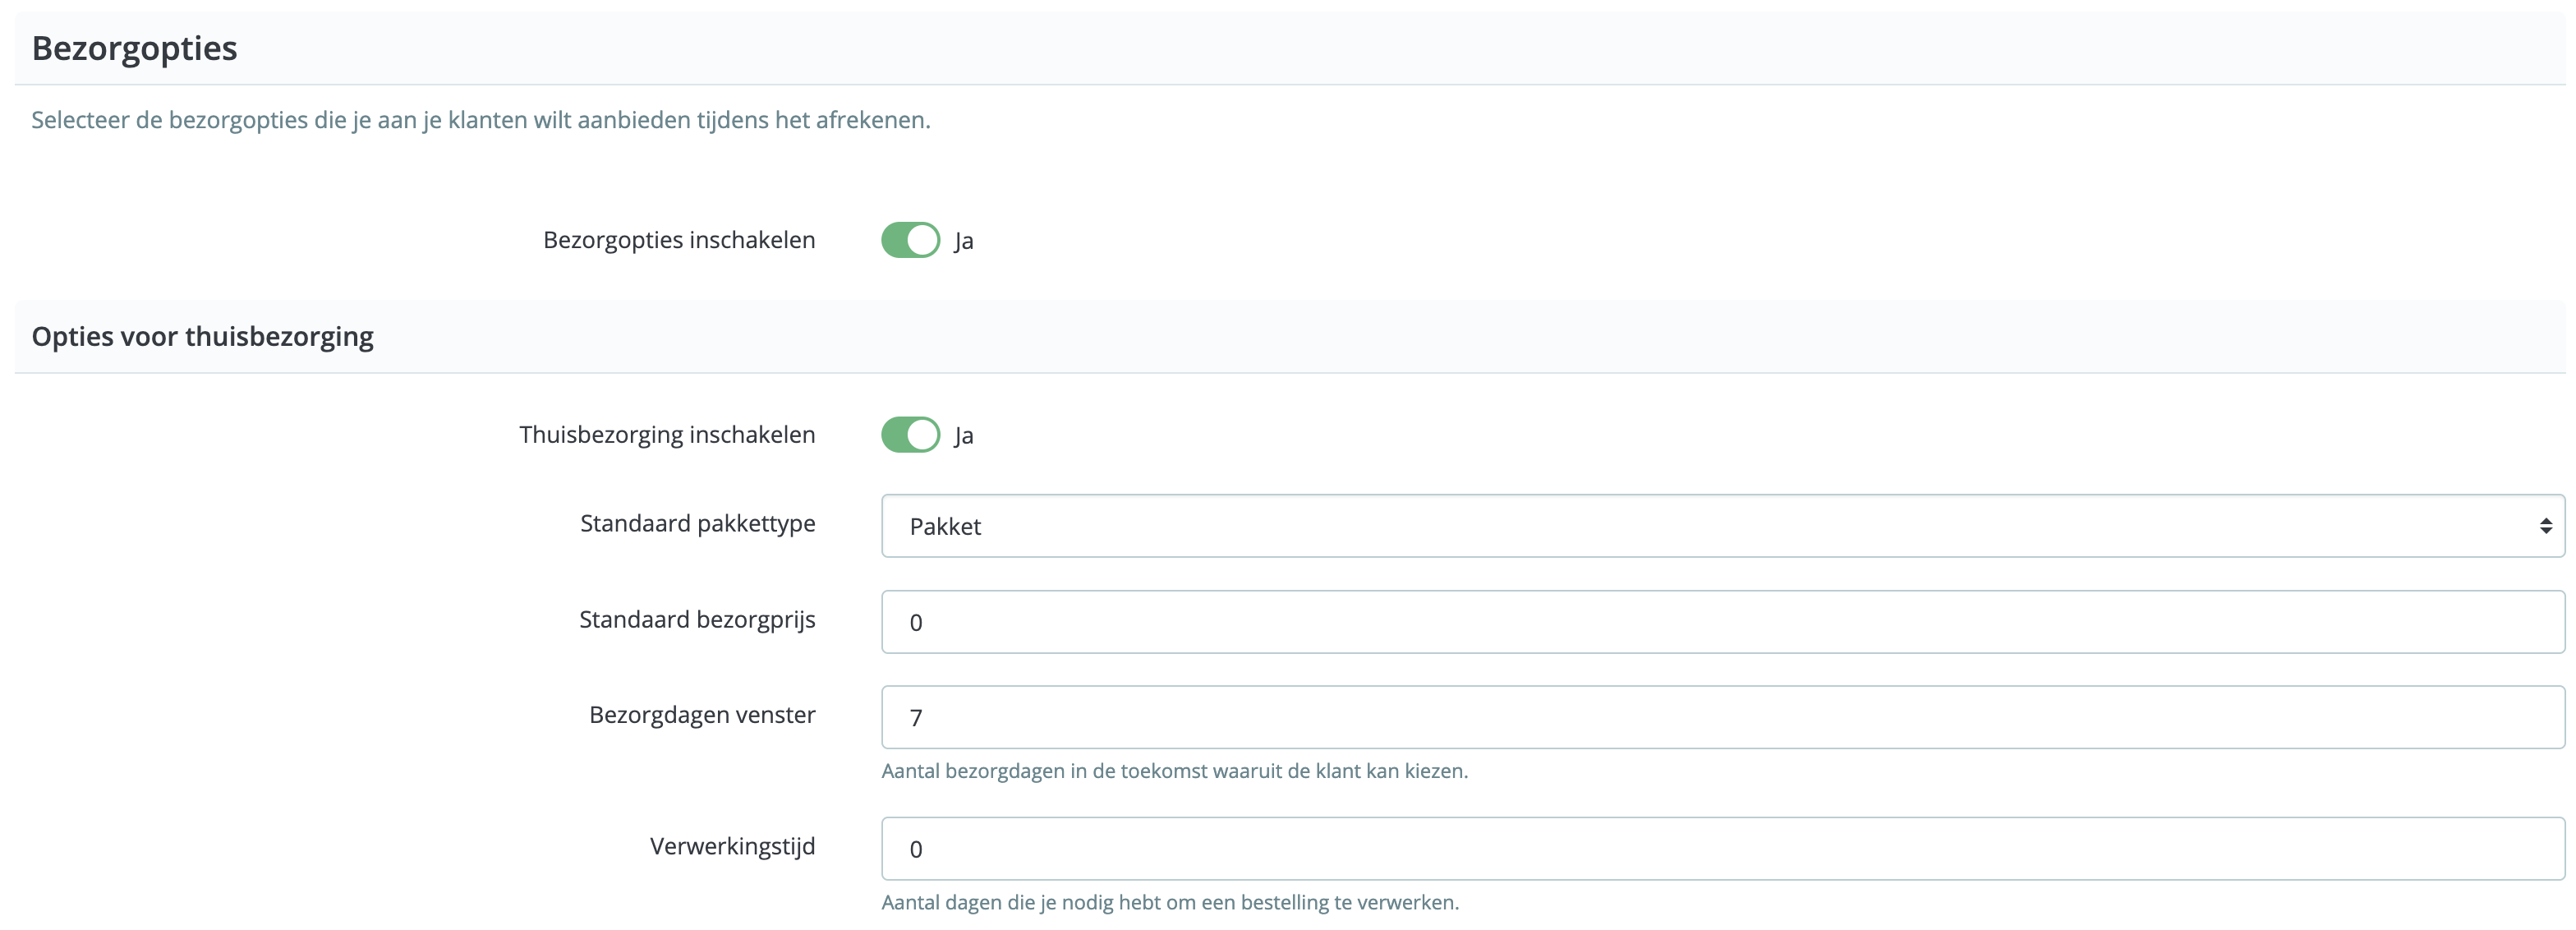 Bezorgopties
Selecteer de bezorgopties die je aan je klanten wilt aanbieden tijdens het afrekenen.
Bezorgopties inschakelen Ja
Opties voor thuisbezorging
Thuisbezorging inschakelen Ja
Standaard pakkettype Pakket
Standaard bezorgprijs 0
Bezorgdagen venster 7
Aantal bezorgdagen in de toekomst waaruit de klant kan kiezen.
Verwerkingstijd 0
Aantal dagen die je nodig hebt om een bestelling te verwerken.